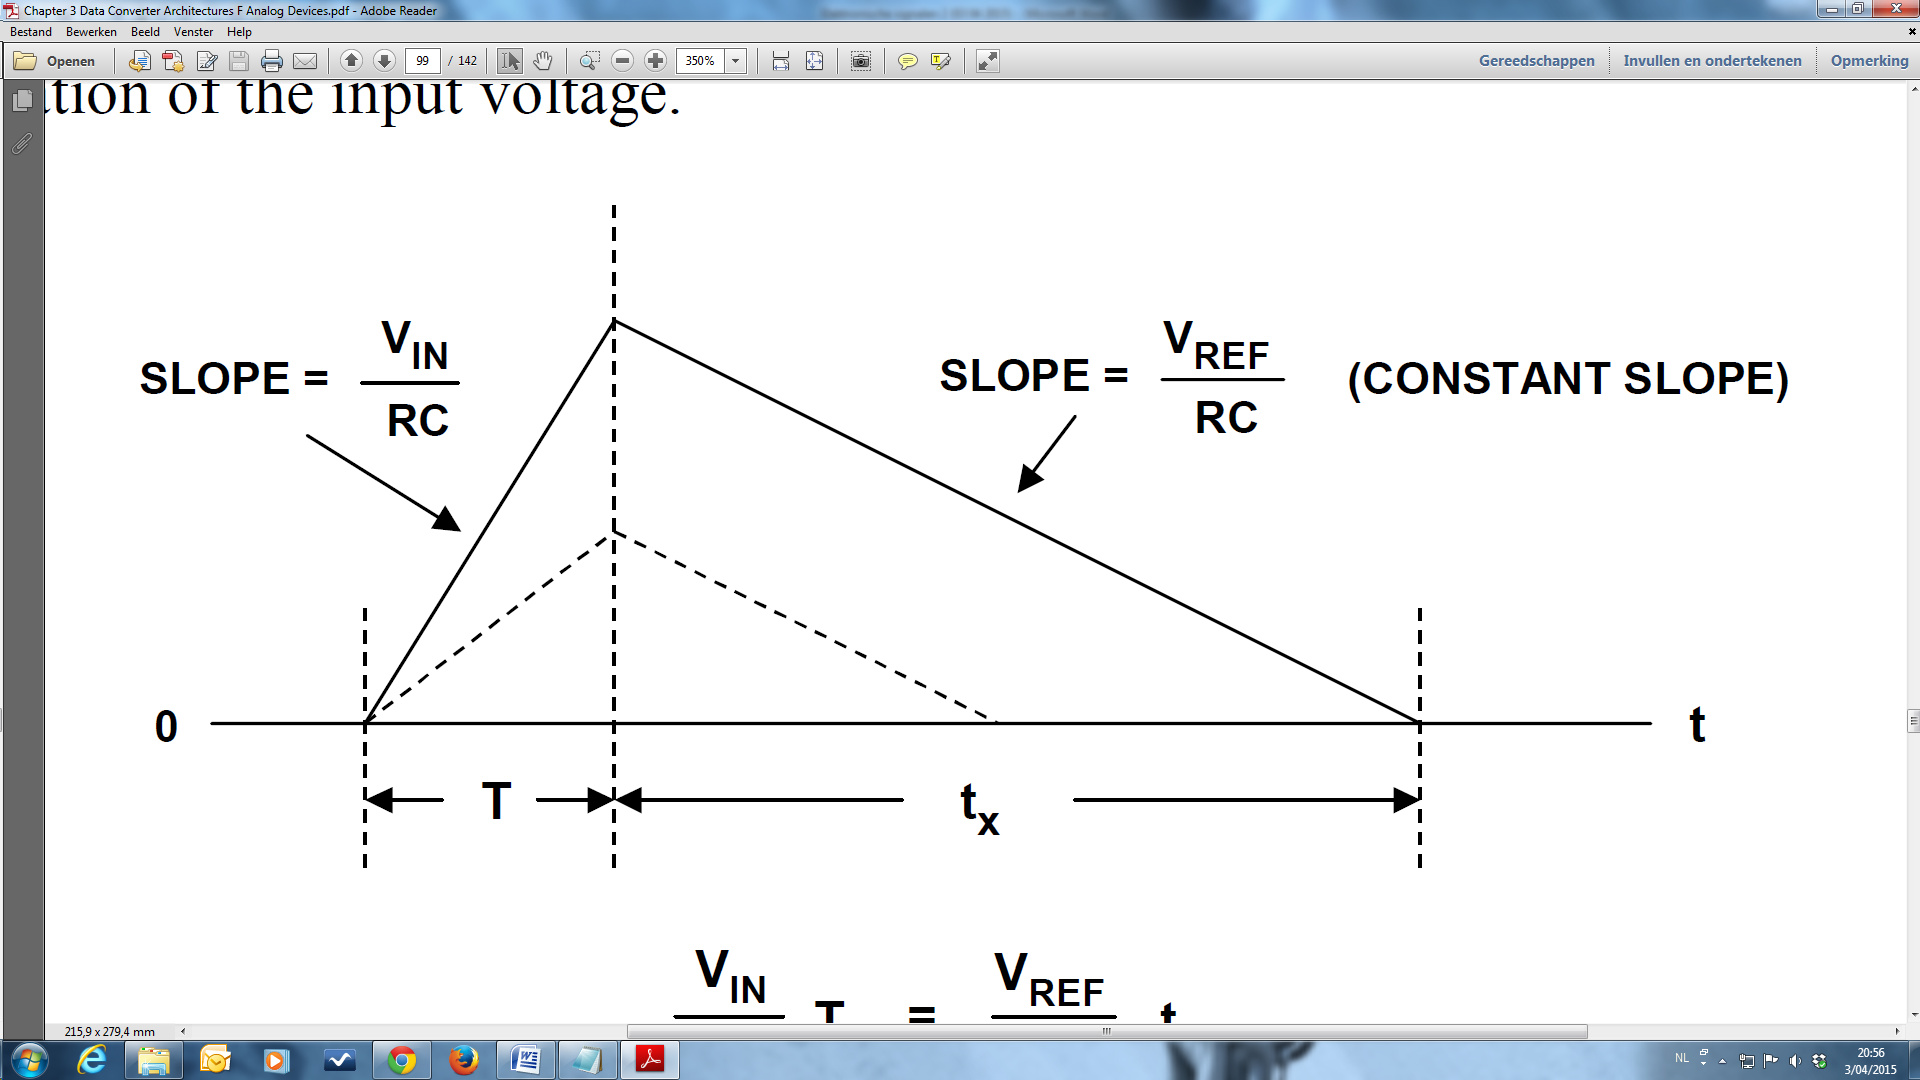 Chapter 3 Data Converter Architectures F Analog Devices.pdf - Adobe Reader
Bestand Bewerken Beeld Venster Help
Openen 99 / 142 350% Gereedschappen Invullen en ondertekenen Opmerking
ation of the input voltage.
SLOPE = VIN / RC
SLOPE = VREF / RC (CONSTANT SLOPE)
0 t
T tx
VIN T = VREF t
215,9 x 279,4 mm
NL 20:56
3/04/2015